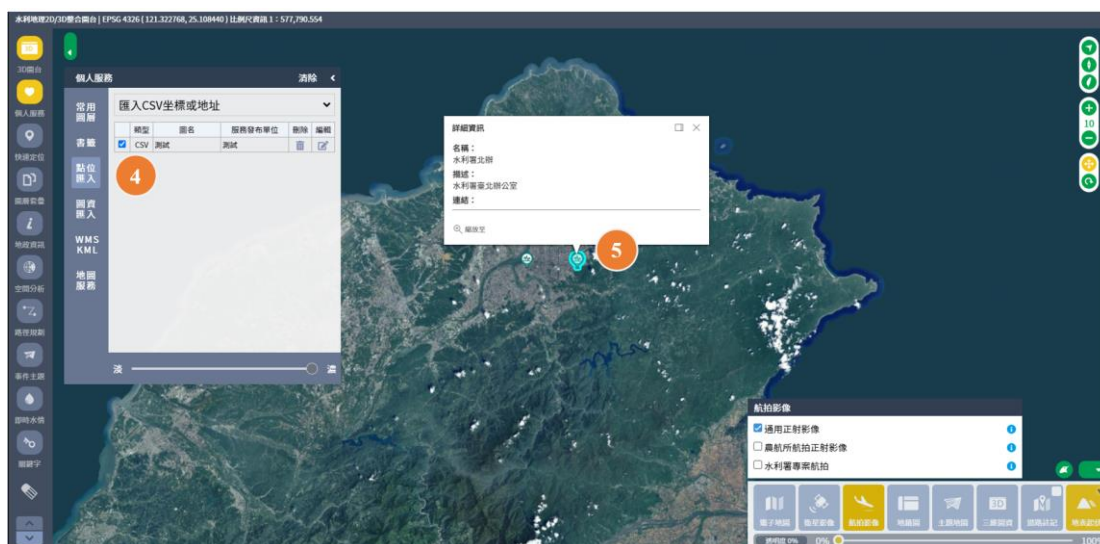 水利地理2D/3D整合圖台 | EPSG 4326 ( 121.322768, 25.108440 ) 比例尺資訊 1 : 577,790.554
3D圖台
個人服務
快速定位
圖層套疊
地政資訊
空間分析
路徑規劃
事件主題
即時水情
關鍵字
個人服務 清除
常用圖層
書籤
點位匯入
圖資匯入
WMS KML
地圖服務
匯入CSV坐標或地址
類型 圖名 服務發布單位 刪除 編輯
CSV 測試 測試
4
淡 濃
詳細資訊
名稱：
水利署北辦
描述：
水利署臺北辦公室
連結：
縮放至
5
10
航拍影像
通用正射影像
農航所航拍正射影像
水利署專案航拍
電子地圖 衛星影像 航拍影像 地籍圖 主題地圖 三維圖資 道路註記
3D
透明度 0% 0% 100%